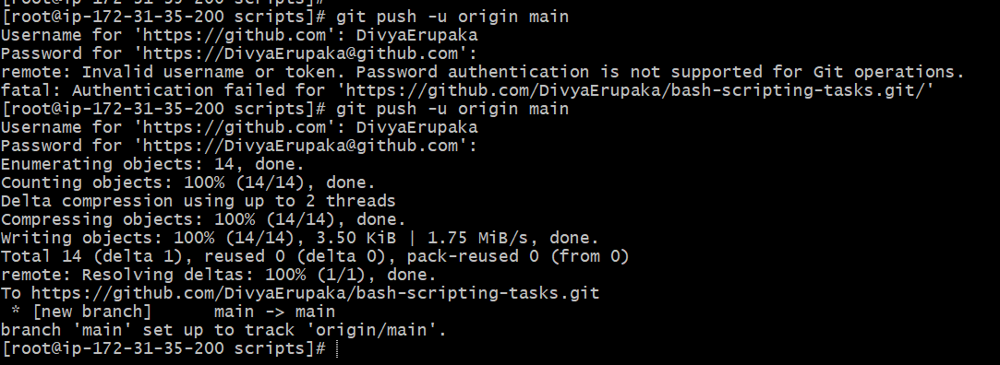 [root@ip-172-31-35-200 scripts]# git push -u origin main
Username for 'https://github.com': DivyaErupaka
Password for 'https://DivyaErupaka@github.com':
remote: Invalid username or token. Password authentication is not supported for Git operations.
fatal: Authentication failed for 'https://github.com/DivyaErupaka/bash-scripting-tasks.git/'
[root@ip-172-31-35-200 scripts]# git push -u origin main
Username for 'https://github.com': DivyaErupaka
Password for 'https://DivyaErupaka@github.com':
Enumerating objects: 14, done.
Counting objects: 100% (14/14), done.
Delta compression using up to 2 threads
Compressing objects: 100% (14/14), done.
Writing objects: 100% (14/14), 3.50 KiB | 1.75 MiB/s, done.
Total 14 (delta 1), reused 0 (delta 0), pack-reused 0 (from 0)
remote: Resolving deltas: 100% (1/1), done.
To https://github.com/DivyaErupaka/bash-scripting-tasks.git
 * [new branch]      main -> main
branch 'main' set up to track 'origin/main'.
[root@ip-172-31-35-200 scripts]#